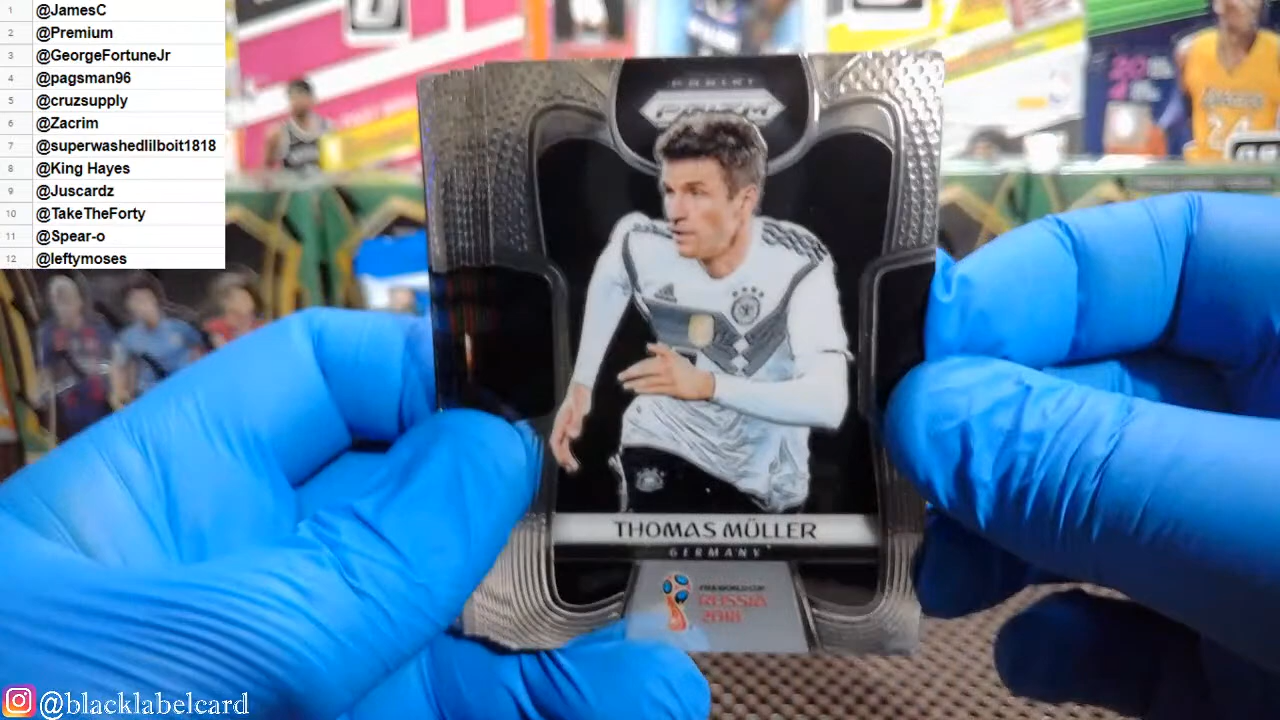 1 @JamesC
2 @Premium
3 @GeorgeFortuneJr
4 @pagsman96
5 @cruzsupply
6 @Zacrim
7 @superwashedlilboit1818
8 @King Hayes
9 @Juscardz
10 @TakeTheForty
11 @Spear-o
12 @leftymoses
PANINI
PRIZM
THOMAS MÜLLER
GERMANY
FIFA WORLD CUP
RUSSIA
2018
24
@blacklabelcard